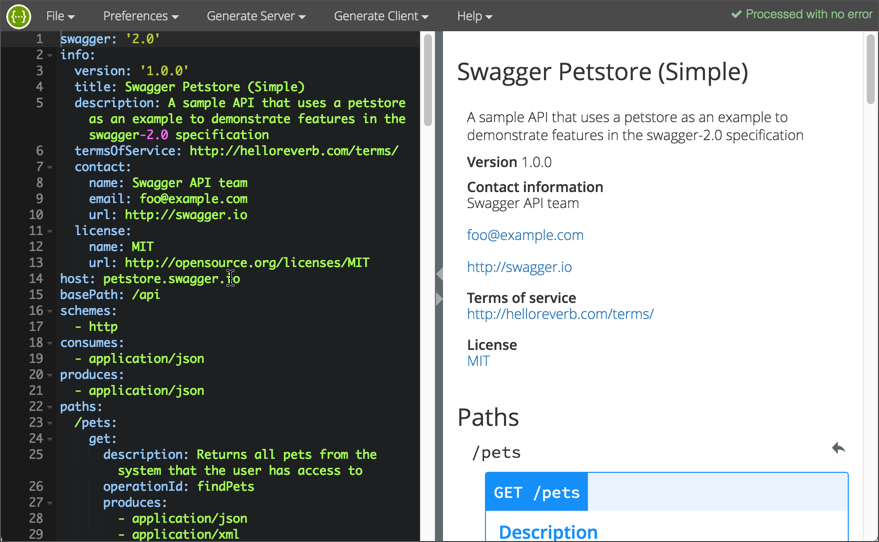 {···} File Preferences Generate Server Generate Client Help Processed with no error
1 swagger: '2.0'
2 info:
3 version: '1.0.0'
4 title: Swagger Petstore (Simple)
5 description: A sample API that uses a petstore
as an example to demonstrate features in the
swagger-2.0 specification
6 termsOfService: http://helloreverb.com/terms/
7 contact:
8 name: Swagger API team
9 email: foo@example.com
10 url: http://swagger.io
11 license:
12 name: MIT
13 url: http://opensource.org/licenses/MIT
14 host: petstore.swagger.io
15 basePath: /api
16 schemes:
17 - http
18 consumes:
19 - application/json
20 produces:
21 - application/json
22 paths:
23 /pets:
24 get:
25 description: Returns all pets from the
system that the user has access to
26 operationId: findPets
27 produces:
28 - application/json
29 - application/xml
Swagger Petstore (Simple)
A sample API that uses a petstore as an example to
demonstrate features in the swagger-2.0 specification
Version 1.0.0
Contact information
Swagger API team
foo@example.com
http://swagger.io
Terms of service
http://helloreverb.com/terms/
License
MIT
Paths
/pets
GET /pets
Description